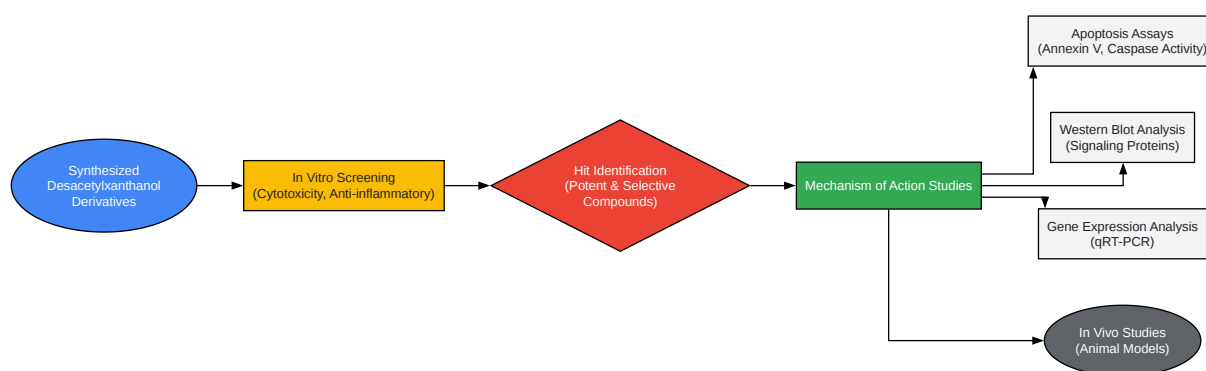 Synthesized
Desacetylxanthanol
Derivatives
In Vitro Screening
(Cytotoxicity, Anti-inflammatory)
Hit Identification
(Potent & Selective
Compounds)
Mechanism of Action Studies
Apoptosis Assays
(Annexin V, Caspase Activity)
Western Blot Analysis
(Signaling Proteins)
Gene Expression Analysis
(qRT-PCR)
In Vivo Studies
(Animal Models)